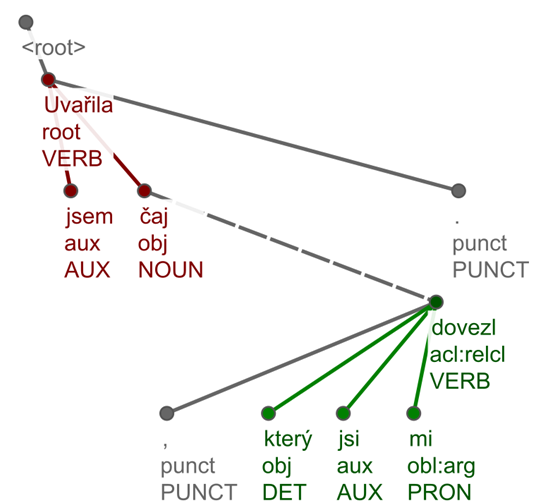 <root>
Uvařila
root
VERB
jsem
aux
AUX
čaj
obj
NOUN
.
punct
PUNCT
dovezl
acl:relcl
VERB
,
punct
PUNCT
který
obj
DET
jsi
aux
AUX
mi
obl:arg
PRON